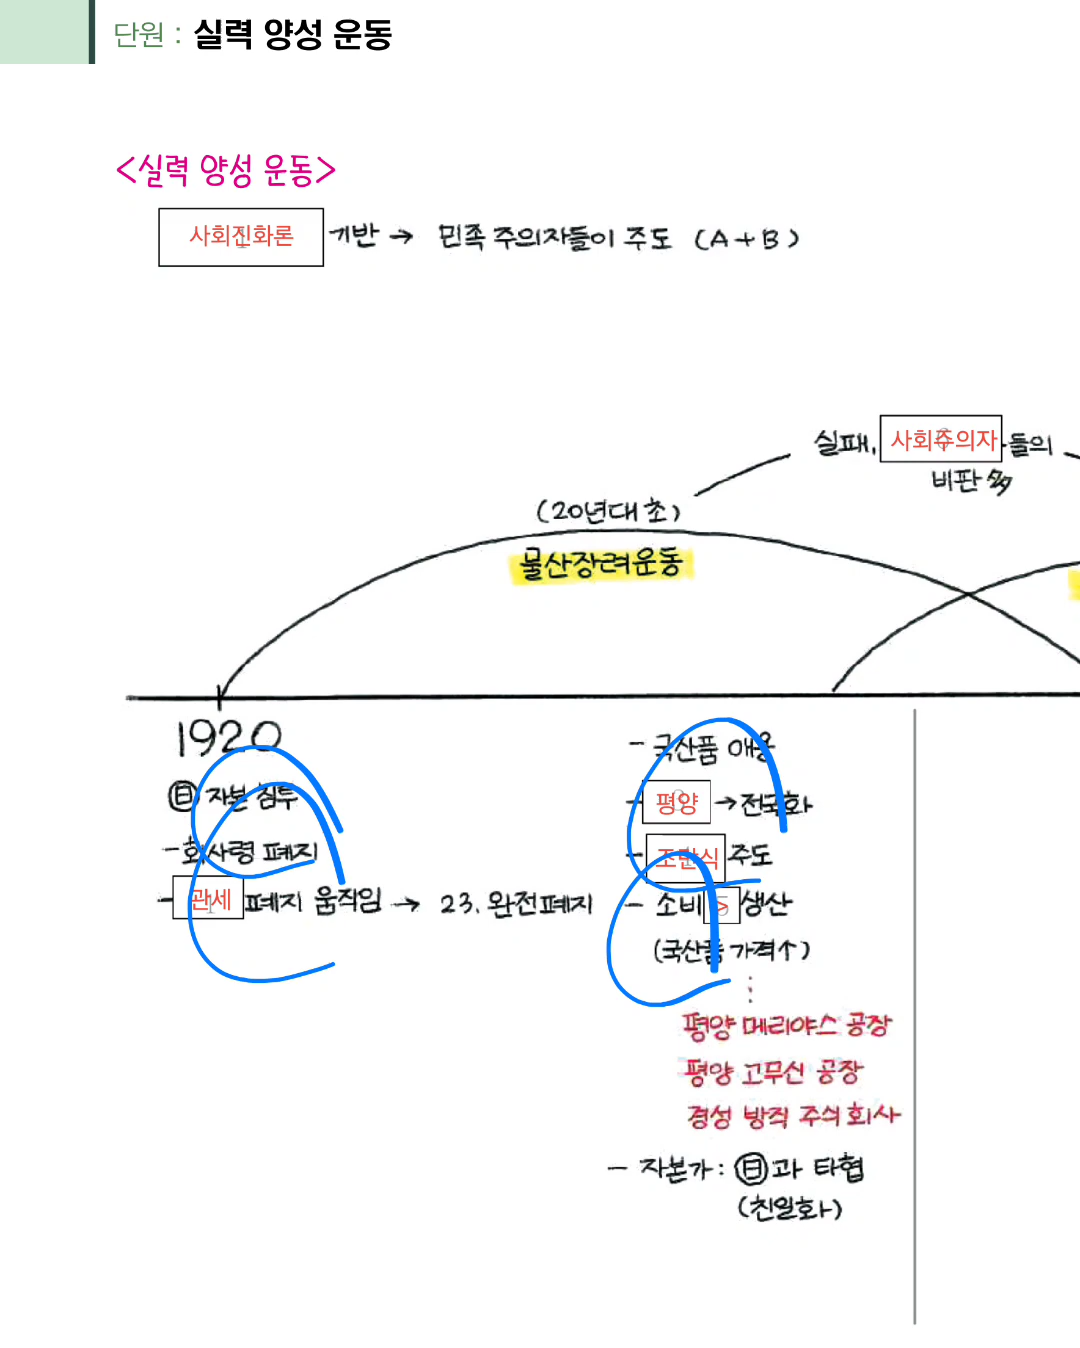 단원 : 실력 양성 운동
<실력 양성 운동>
사회진화론 기반 → 민족주의자들이 주도 (A+B)
실패, 사회주의자들의
비판 多
(20년대 초)
물산장려운동
1920
日 자본 침투
- 회사령 폐지
- 관세 폐지 움직임 → 23. 완전폐지
- 국산품 애용
- 평양 → 전국화
- 조만식 주도
- 소비 > 생산
(국산품 가격↑)
평양 메리야스 공장
평양 고무신 공장
경성 방직 주식회사
- 자본가 : 日과 타협
(친일화)